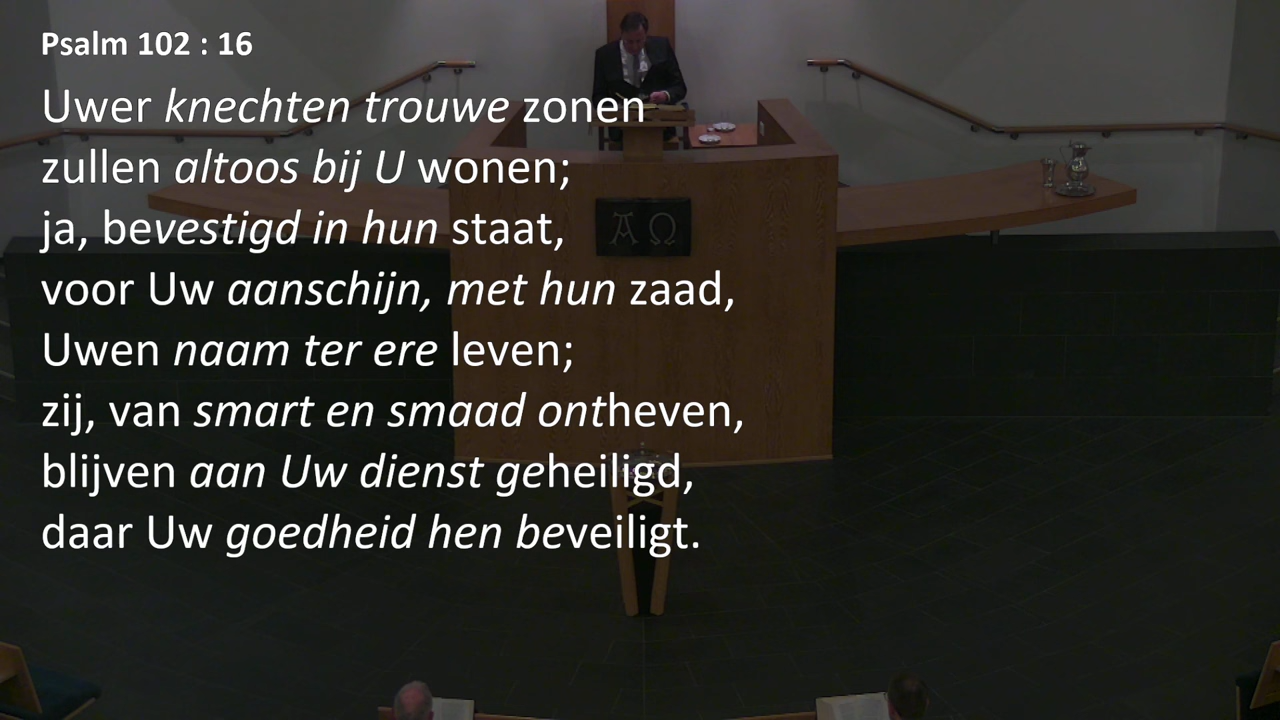 Psalm 102 : 16
Uwer knechten trouwe zonen
zullen altoos bij U wonen;
ja, bevestigd in hun staat,
voor Uw aanschijn, met hun zaad,
Uwen naam ter ere leven;
zij, van smart en smaad ontheven,
blijven aan Uw dienst geheiligd,
daar Uw goedheid hen beveiligt.
Α Ω